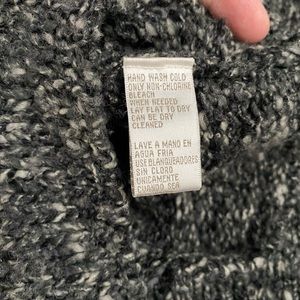 HAND WASH COLD
ONLY NON-CHLORINE
BLEACH
WHEN NEEDED
LAY FLAT TO DRY
CAN BE DRY
CLEANED
LAVE A MANO EN
AGUA FRIA
USE BLANQUEADORES
SIN CLORO
UNICAMENTE
CUANDO SEA